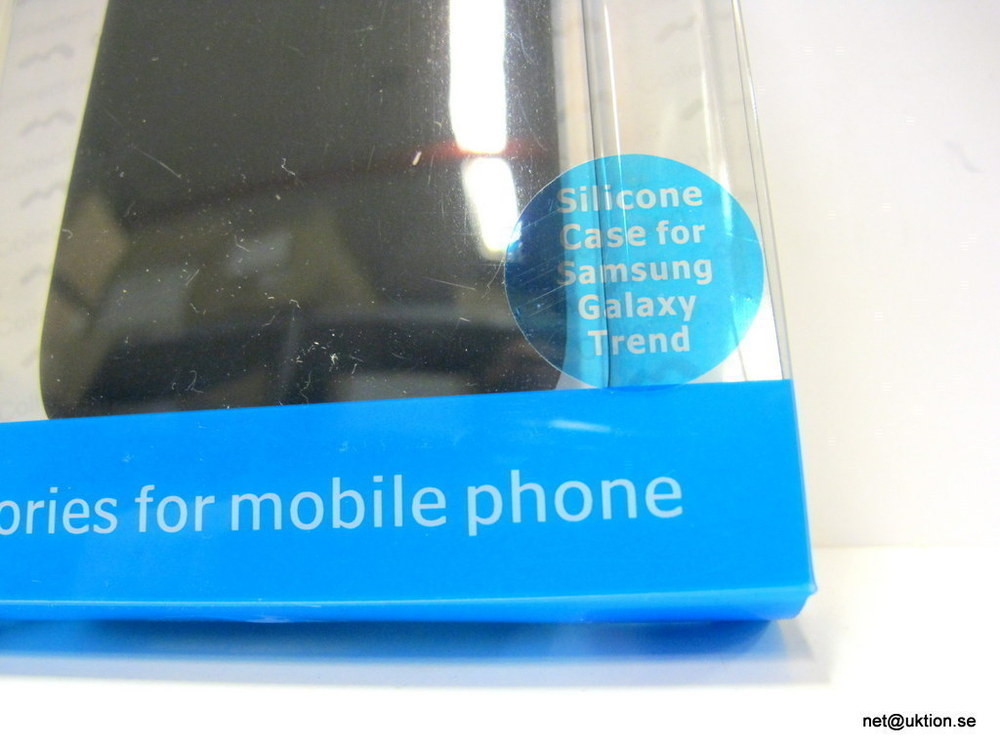 Silicone
Case for
Samsung
Galaxy
Trend
ories for mobile phone
net@uktion.se